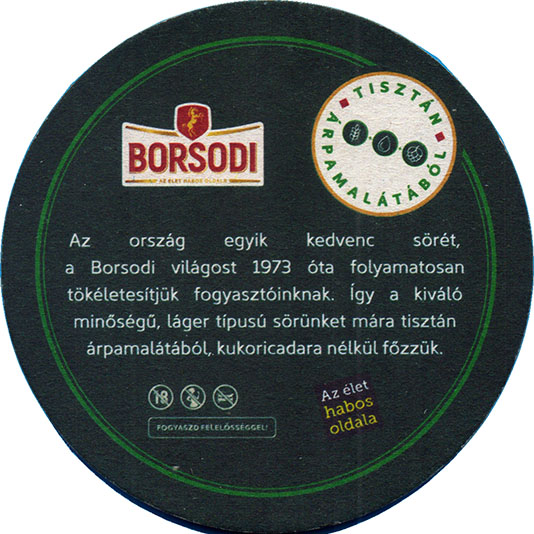 TISZTÁN
ÁRPAMALÁTÁBÓL
BORSODI
AZ ÉLET HABOS OLDALA
Az ország egyik kedvenc sörét,
a Borsodi világost 1973 óta folyamatosan
tökéletesítjük fogyasztóinknak. Így a kiváló
minőségű, láger típusú sörünket mára tisztán
árpamalátából, kukoricadara nélkül főzzük.
18
FOGYASZD FELELŐSSÉGGEL!
Az élet
habos
oldala